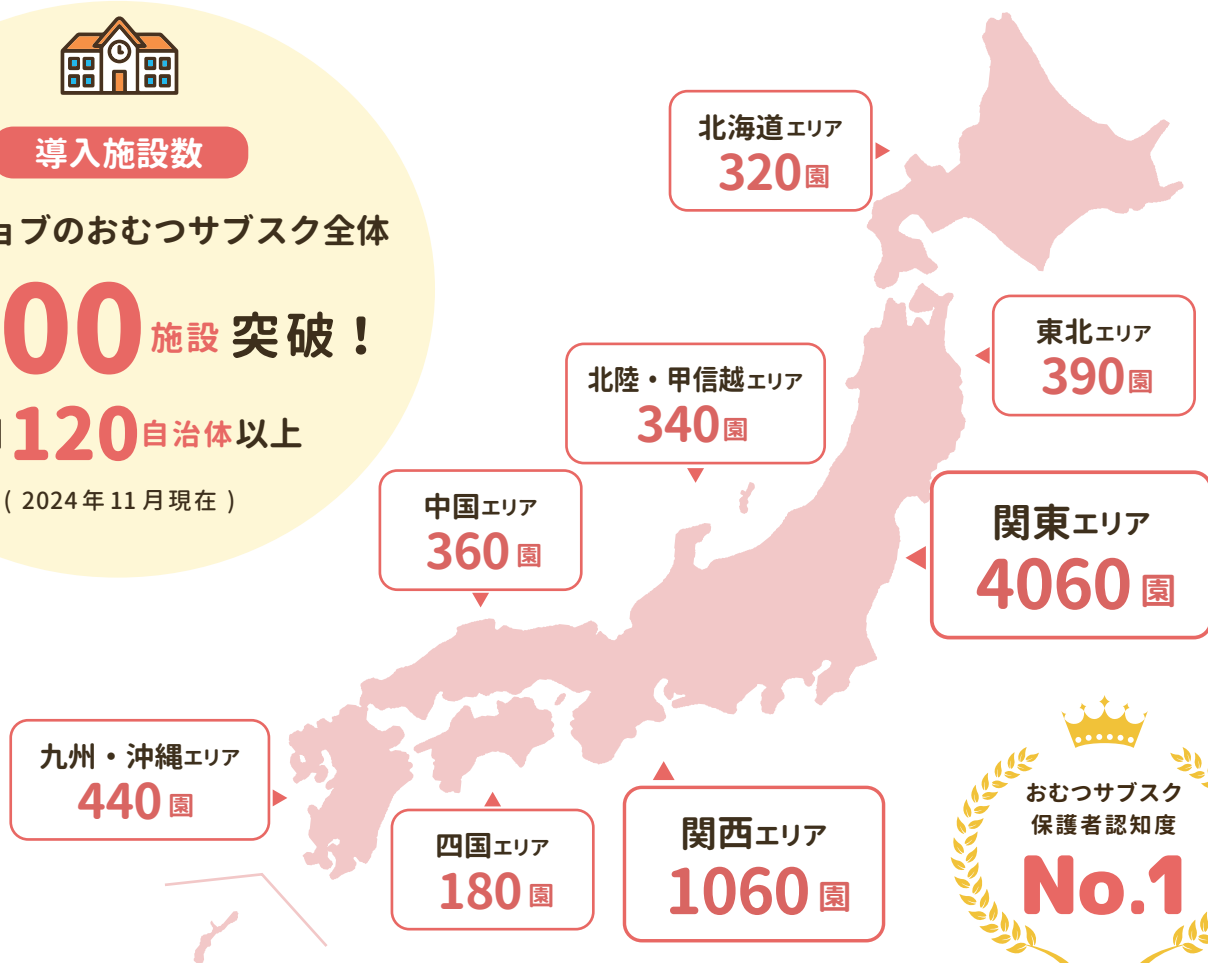 導入施設数
ョブのおむつサブスク全体
00施設 突破！
120自治体以上
( 2024年11月現在 )
北海道エリア
320園
東北エリア
390園
北陸・甲信越エリア
340園
中国エリア
360園
関東エリア
4060園
九州・沖縄エリア
440園
四国エリア
180園
関西エリア
1060園
おむつサブスク
保護者認知度
No.1